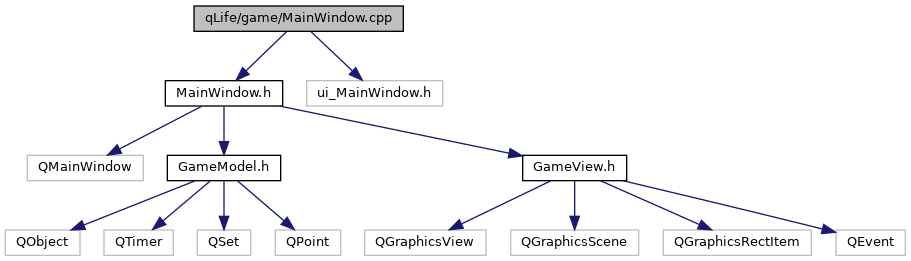 qLife/game/MainWindow.cpp
MainWindow.h
ui_MainWindow.h
QMainWindow
GameModel.h
GameView.h
QObject
QTimer
QSet
QPoint
QGraphicsView
QGraphicsScene
QGraphicsRectItem
QEvent